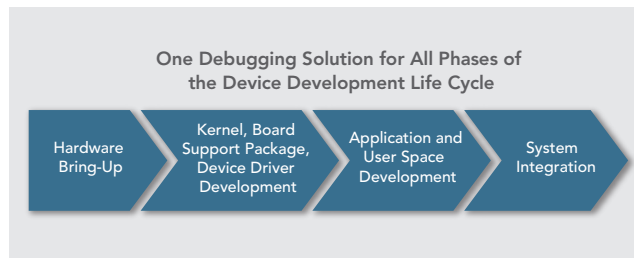 One Debugging Solution for All Phases of
the Device Development Life Cycle
Hardware
Bring-Up
Kernel, Board
Support Package,
Device Driver
Development
Application and
User Space
Development
System
Integration